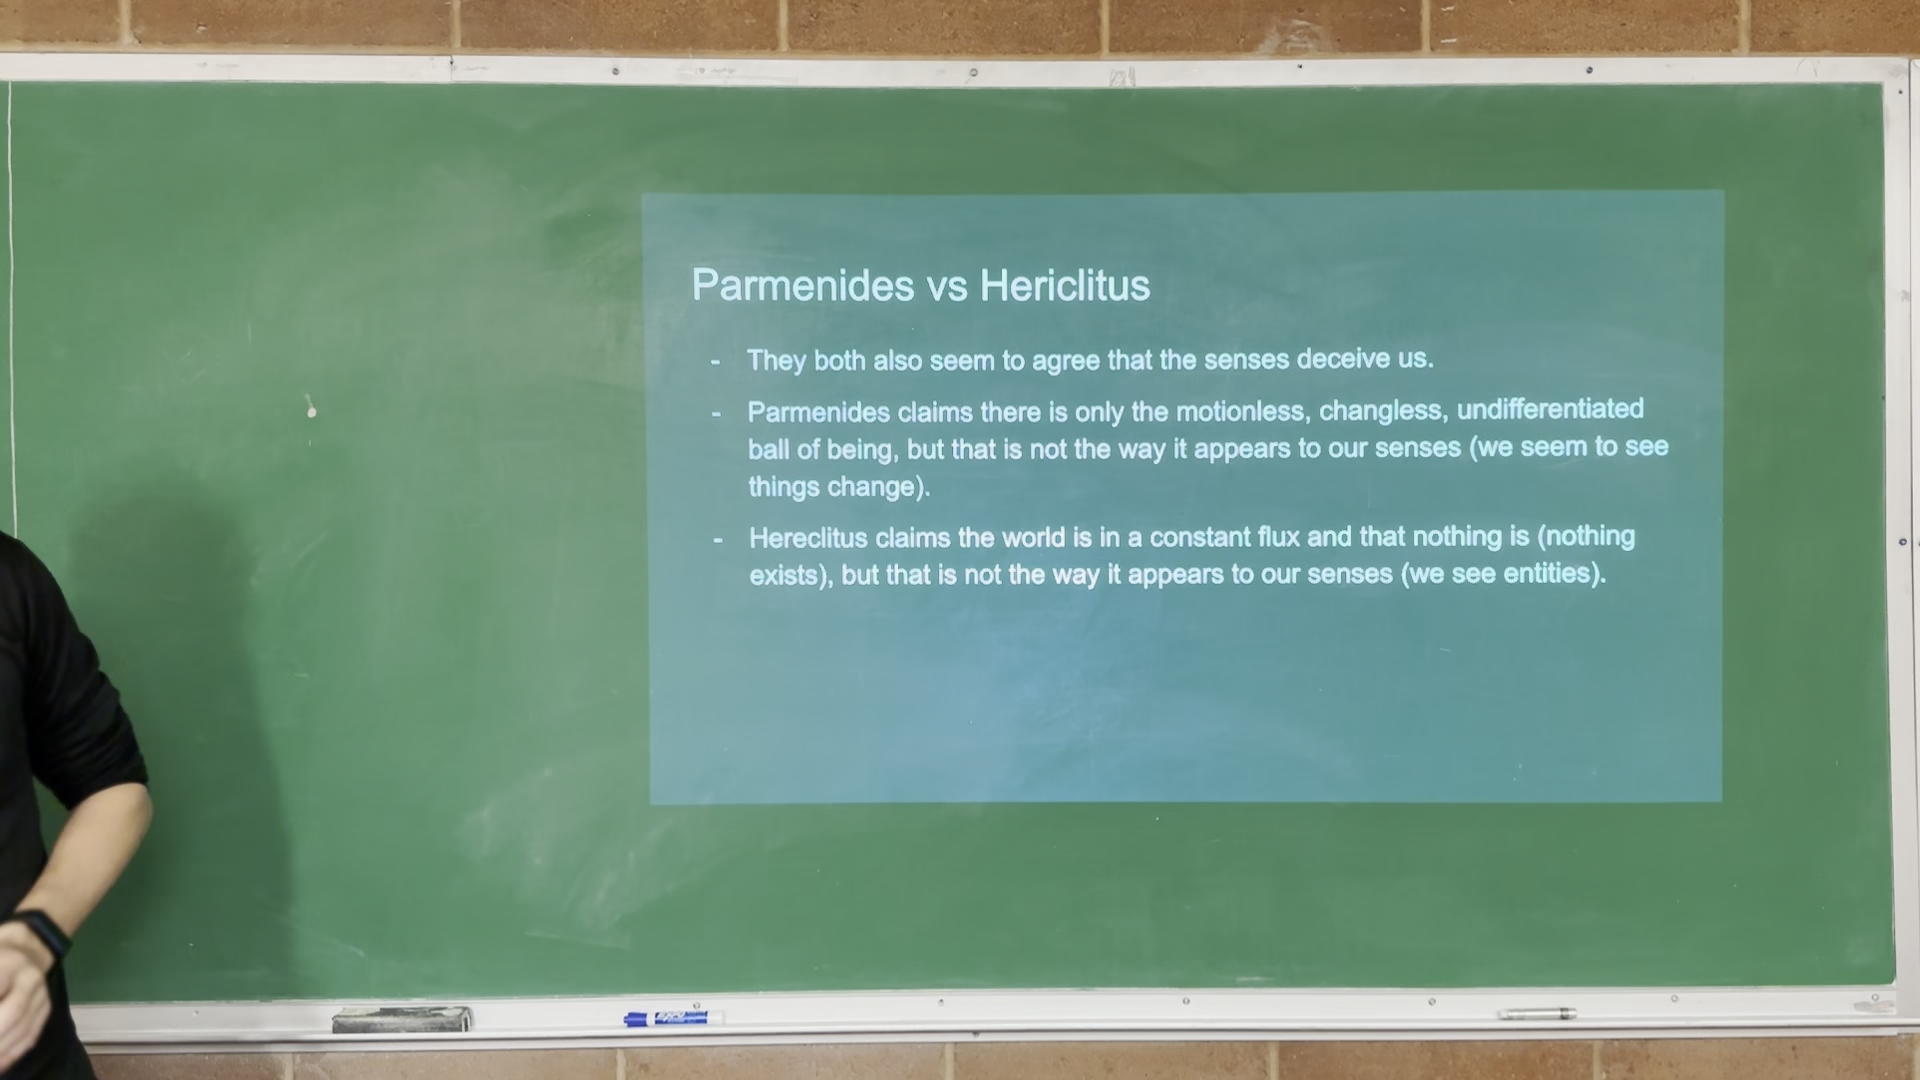 Parmenides vs Hericlitus
- They both also seem to agree that the senses deceive us.
- Parmenides claims there is only the motionless, changless, undifferentiated
ball of being, but that is not the way it appears to our senses (we seem to see
things change).
- Hereclitus claims the world is in a constant flux and that nothing is (nothing
exists), but that is not the way it appears to our senses (we see entities).
EXPO